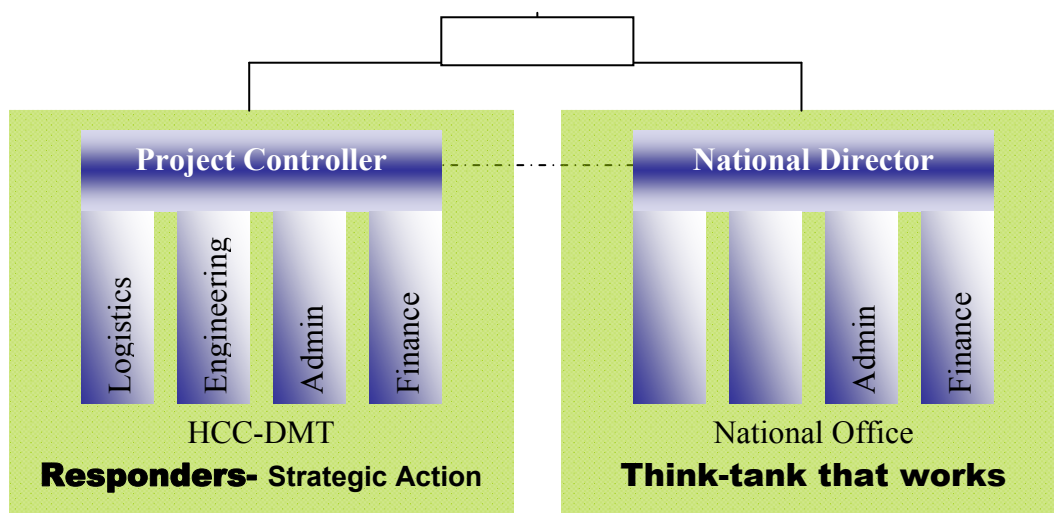 Project Controller
Logistics
Engineering
Admin
Finance
HCC-DMT
Responders- Strategic Action
National Director
Admin
Finance
National Office
Think-tank that works